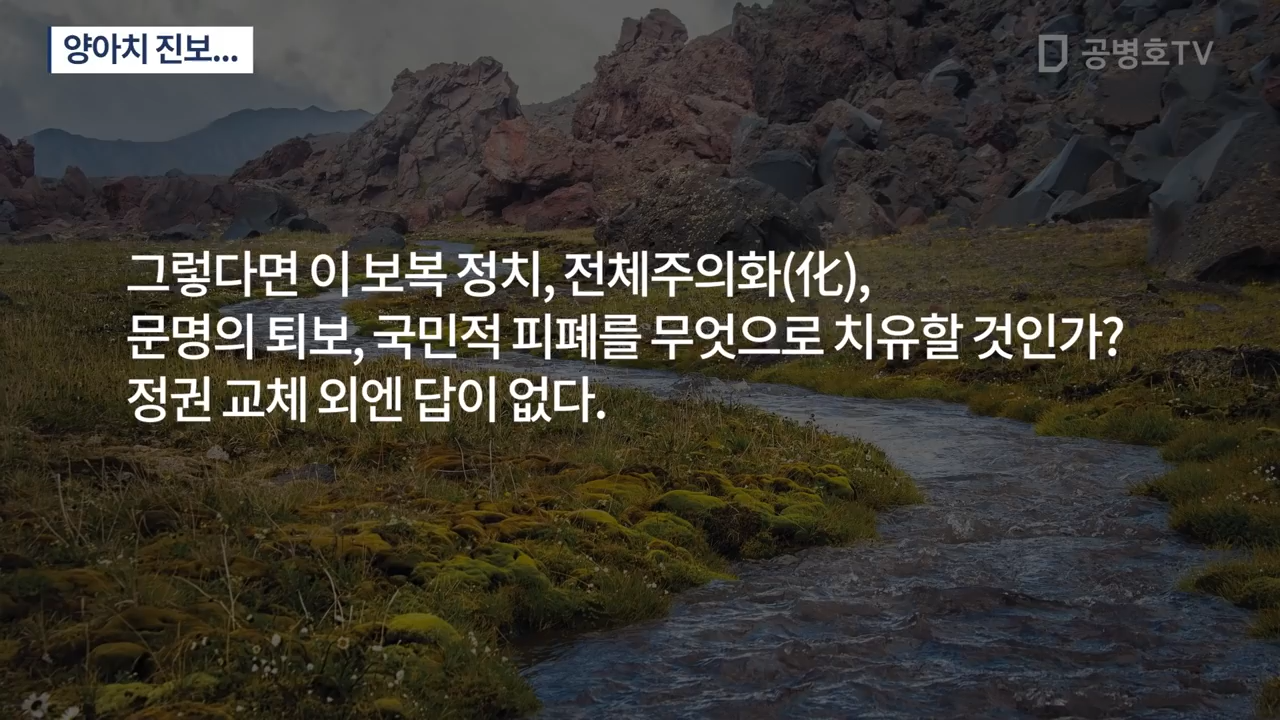 양아치 진보...
공병호TV
그렇다면 이 보복 정치, 전체주의화(化),
문명의 퇴보, 국민적 피폐를 무엇으로 치유할 것인가?
정권 교체 외엔 답이 없다.